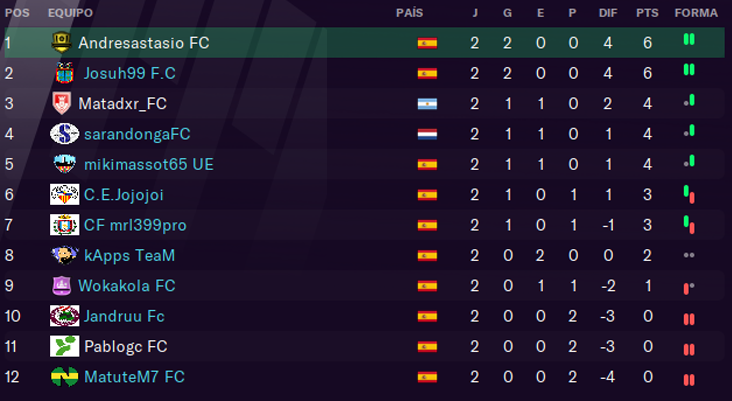 POS EQUIPO PAÍS J G E P DIF PTS FORMA
1 Andresastasio FC 2 2 0 0 4 6
2 Josuh99 F.C 2 2 0 0 4 6
3 Matadxr_FC 2 1 1 0 2 4
4 sarandongaFC 2 1 1 0 1 4
5 mikimassot65 UE 2 1 1 0 1 4
6 C.E.Jojojoi 2 1 0 1 1 3
7 CF mrl399pro 2 1 0 1 -1 3
8 kApps TeaM 2 0 2 0 0 2
9 Wokakola FC 2 0 1 1 -2 1
10 Jandruu Fc 2 0 0 2 -3 0
11 Pablogc FC 2 0 0 2 -3 0
12 MatuteM7 FC 2 0 0 2 -4 0